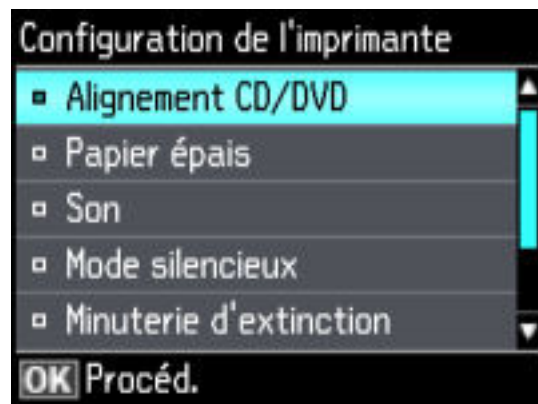 Configuration de l'imprimante
Alignement CD/DVD
Papier épais
Son
Mode silencieux
Minuterie d'extinction
OK Procéd.